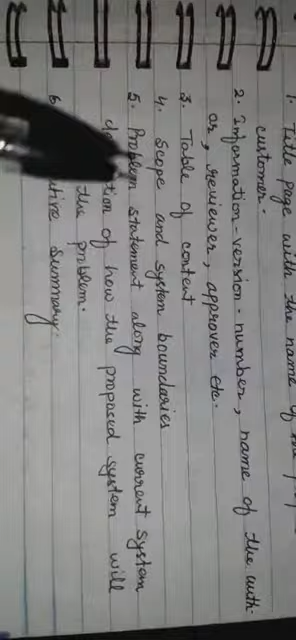 1. Title page with the name
customer.
2. Information - version - number, name of the auth-
or, reviewer, approver etc.
3. Table of content
4. Scope and system boundaries
5. Problem statement along with current system
tion of how the proposed system will
the problem.
6. tive Summary.